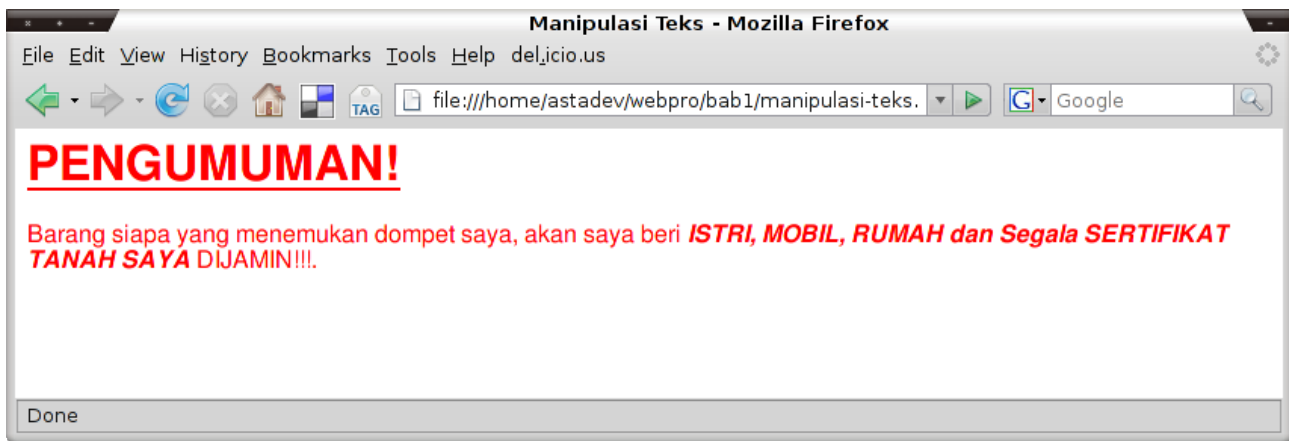 Manipulasi Teks - Mozilla Firefox
File Edit View History Bookmarks Tools Help del.icio.us
TAG file:///home/astadev/webpro/bab1/manipulasi-teks. G Google
PENGUMUMAN!
Barang siapa yang menemukan dompet saya, akan saya beri ISTRI, MOBIL, RUMAH dan Segala SERTIFIKAT
TANAH SAYA DIJAMIN!!!.
Done